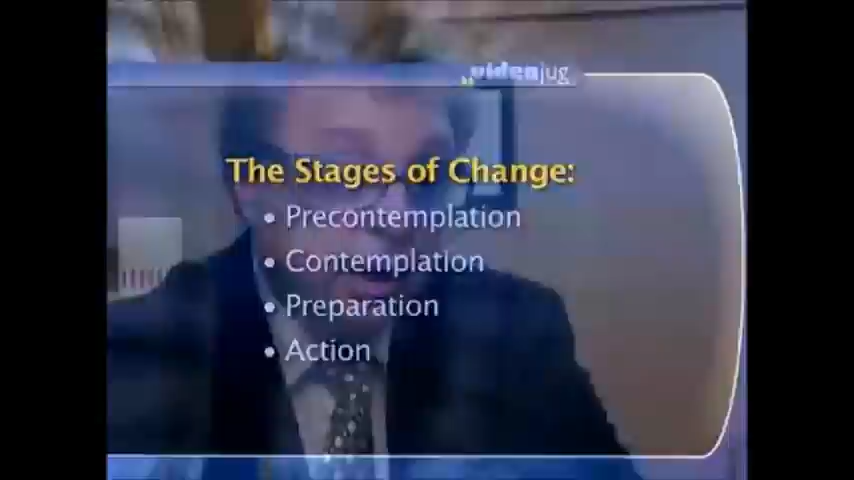 videojug
The Stages of Change:
• Precontemplation
• Contemplation
• Preparation
• Action